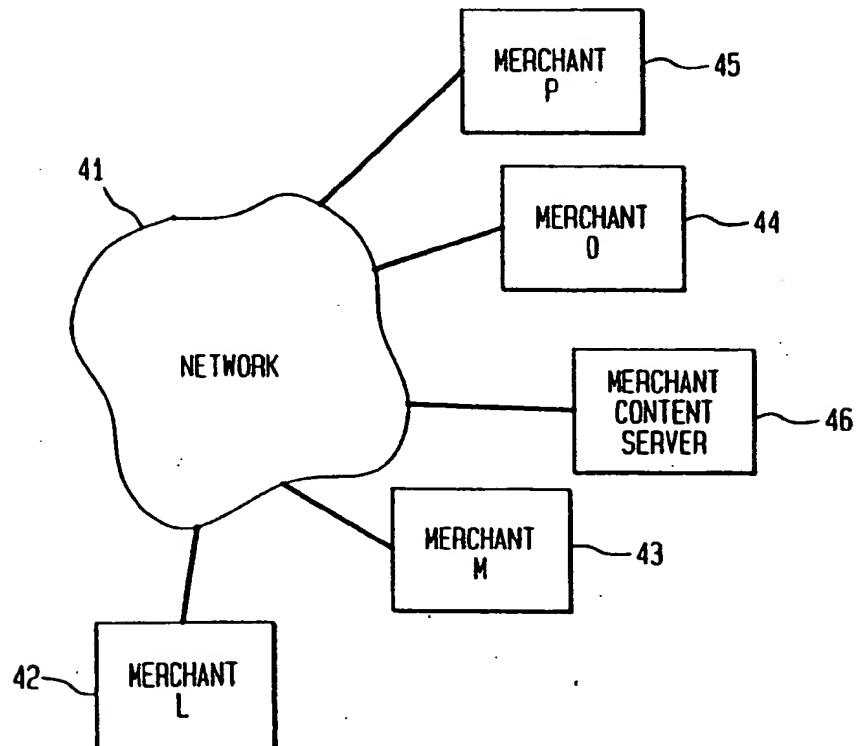 MERCHANT
P
45
41
MERCHANT
O
44
NETWORK
MERCHANT
CONTENT
SERVER
46
MERCHANT
M
43
MERCHANT
L
42